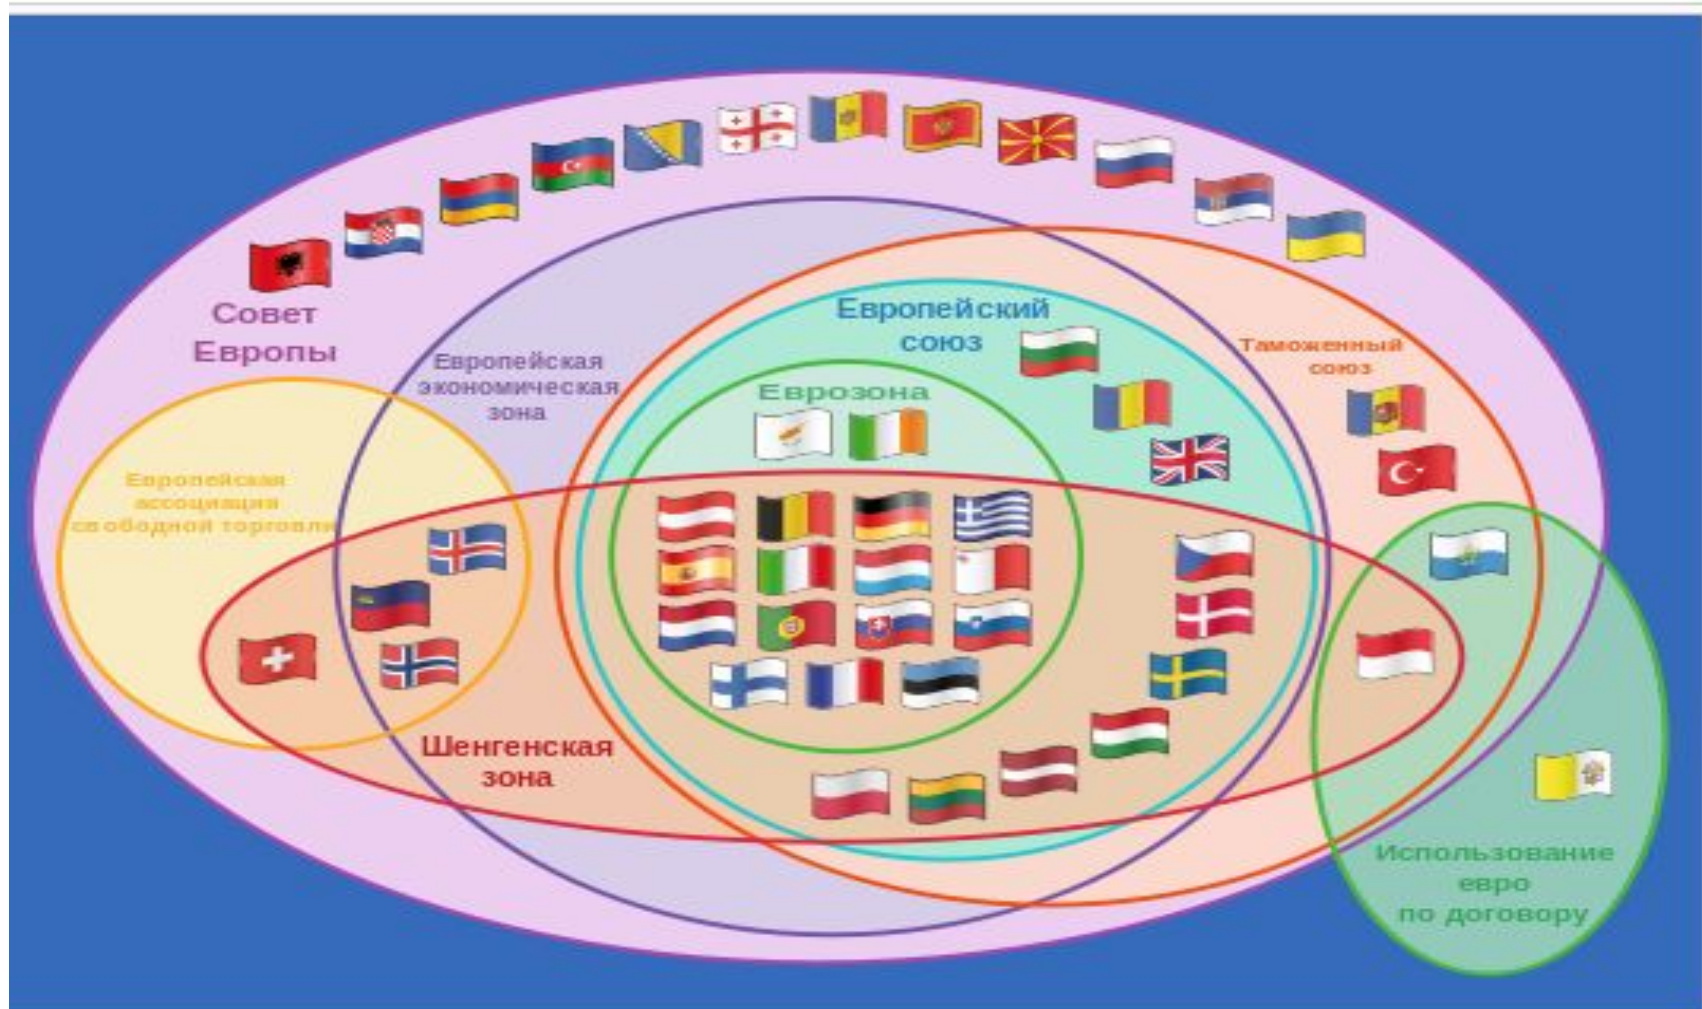 Совет
Европы
Европейская
экономическая
зона
Европейский
союз
Еврозона
Таможенный
союз
Европейская
ассоциация
свободной торговли
Шенгенская
зона
Использование
евро
по договору